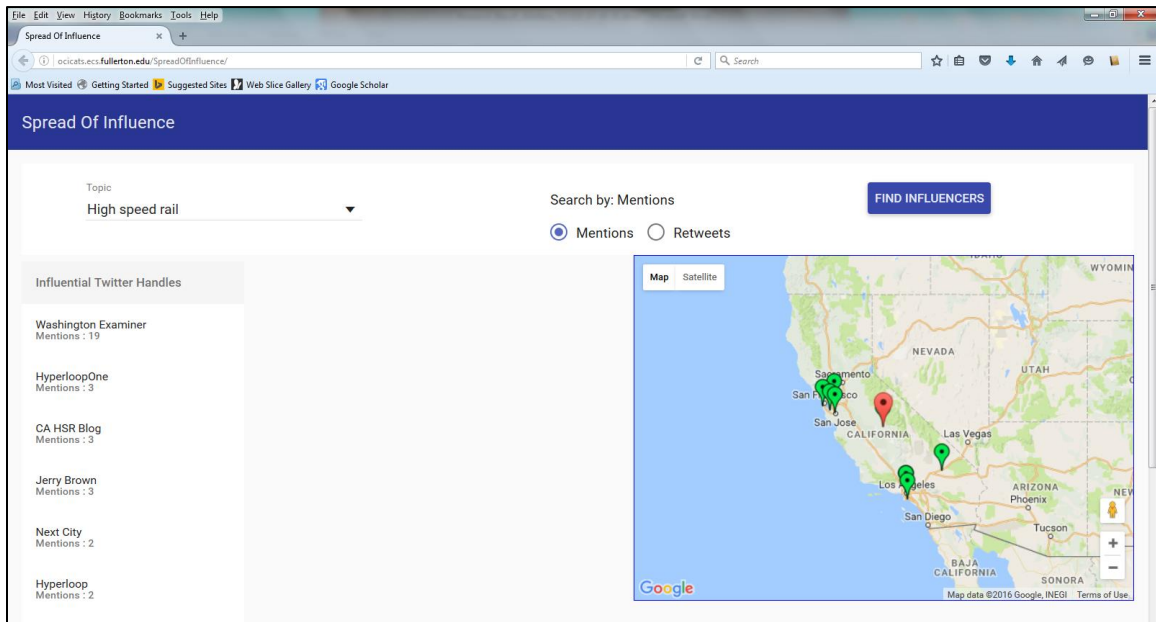 File Edit View History Bookmarks Tools Help
Spread Of Influence
ocicats.ecs.fullerton.edu/SpreadOfInfluence/
Search
Most Visited Getting Started Suggested Sites Web Slice Gallery Google Scholar
Spread Of Influence
Topic
High speed rail
Search by: Mentions
Mentions Retweets
FIND INFLUENCERS
Influential Twitter Handles
Washington Examiner
Mentions : 19
HyperloopOne
Mentions : 3
CA HSR Blog
Mentions : 3
Jerry Brown
Mentions : 3
Next City
Mentions : 2
Hyperloop
Mentions : 2
Map Satellite
WYOMIN
NEVADA
UTAH
Sacramento
San Francisco
San Jose
CALIFORNIA
Las Vegas
Los Angeles
ARIZONA
Phoenix
NEW
San Diego
Tucson
BAJA
CALIFORNIA
SONORA
Google
Map data ©2016 Google, INEGI Terms of Use